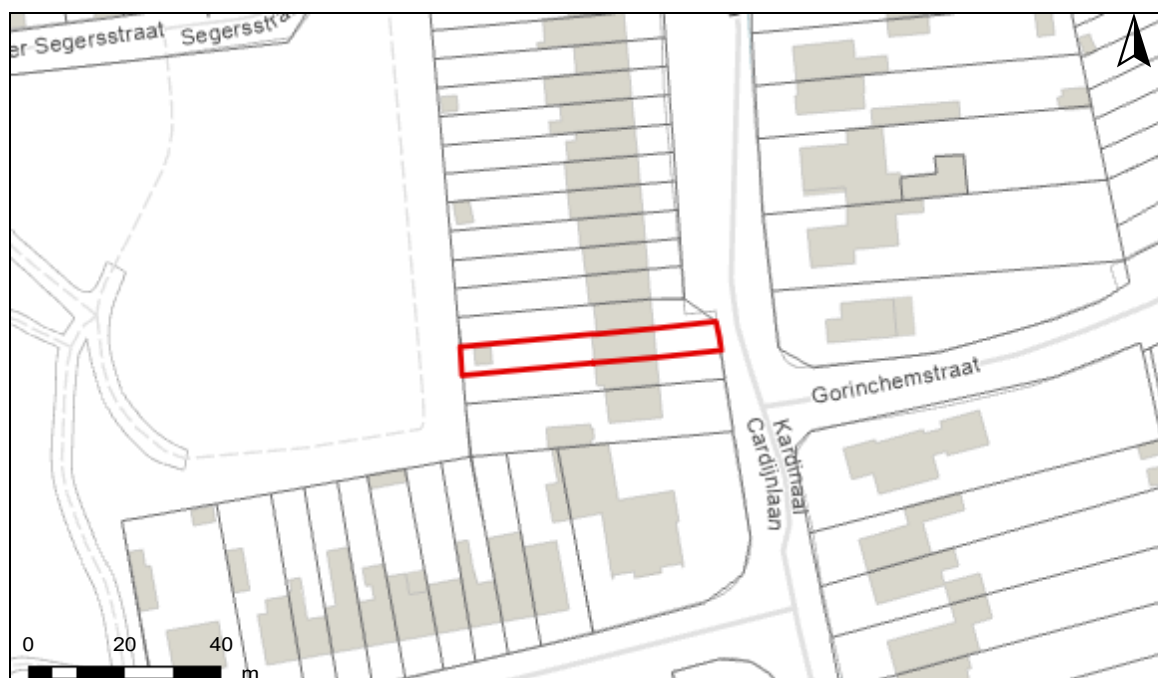 er Segersstraat
Segersstra
Gorinchemstraat
Kardinaal
Cardijnlaan
0 20 40
m